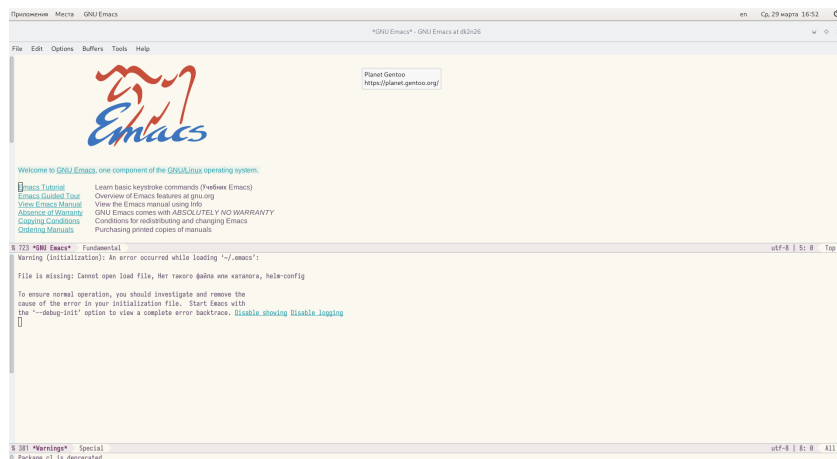 Приложения Места GNU Emacs en Ср, 29 марта 16:52
*GNU Emacs* - GNU Emacs at dk2n26
File Edit Options Buffers Tools Help
Planet Gentoo
https://planet.gentoo.org/
Emacs
Welcome to GNU Emacs, one component of the GNU/Linux operating system.
Emacs Tutorial Learn basic keystroke commands (Учебник Emacs)
Emacs Guided Tour Overview of Emacs features at gnu.org
View Emacs Manual View the Emacs manual using Info
Absence of Warranty GNU Emacs comes with ABSOLUTELY NO WARRANTY
Copying Conditions Conditions for redistributing and changing Emacs
Ordering Manuals Purchasing printed copies of manuals
% 723 *GNU Emacs* Fundamental utf-8 | 5: 0 Top
Warning (initialization): An error occurred while loading ‘~/.emacs’:
File is missing: Cannot open load file, Нет такого файла или каталога, helm-config
To ensure normal operation, you should investigate and remove the
cause of the error in your initialization file. Start Emacs with
the ‘--debug-init’ option to view a complete error backtrace. Disable showing Disable logging
% 381 *Warnings* Special utf-8 | 8: 0 All
Package cl is deprecated